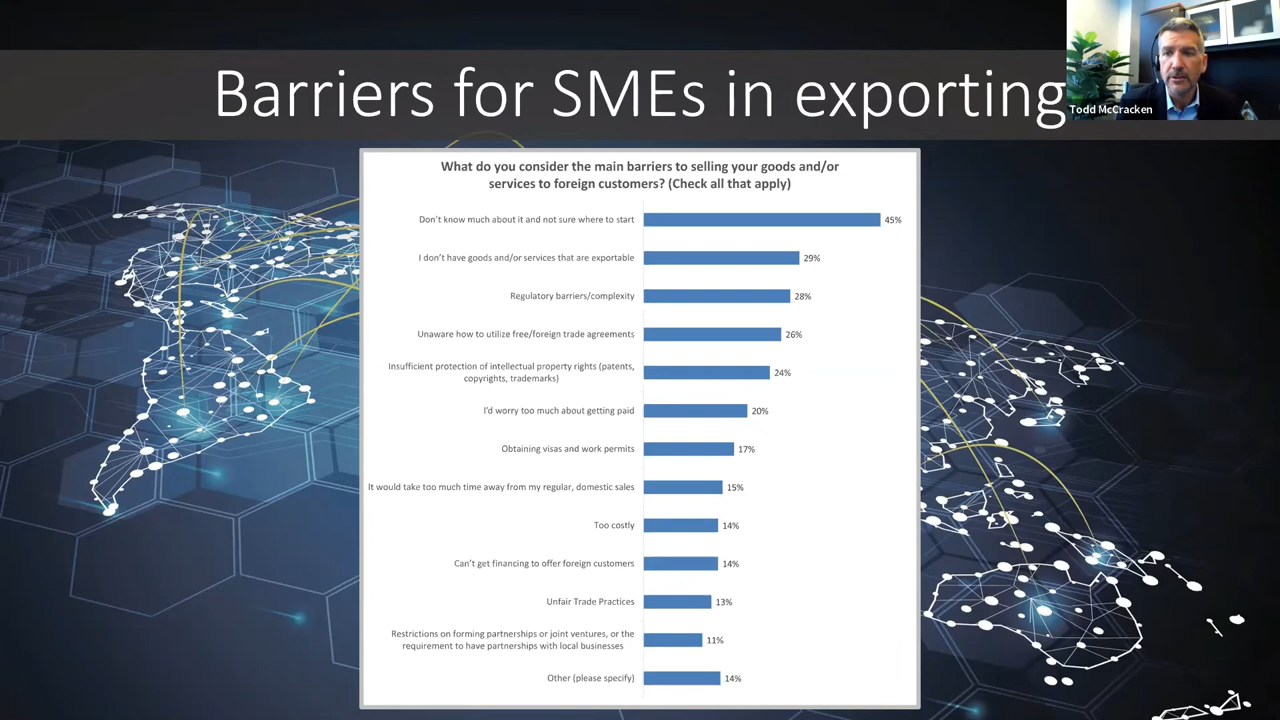 Barriers for SMEs in exporting
Todd McCracken
What do you consider the main barriers to selling your goods and/or
services to foreign customers? (Check all that apply)
Don't know much about it and not sure where to start 45%
I don't have goods and/or services that are exportable 29%
Regulatory barriers/complexity 28%
Unaware how to utilize free/foreign trade agreements 26%
Insufficient protection of intellectual property rights (patents,
copyrights, trademarks) 24%
I'd worry too much about getting paid 20%
Obtaining visas and work permits 17%
It would take too much time away from my regular, domestic sales 15%
Too costly 14%
Can't get financing to offer foreign customers 14%
Unfair Trade Practices 13%
Restrictions on forming partnerships or joint ventures, or the
requirement to have partnerships with local businesses 11%
Other (please specify) 14%